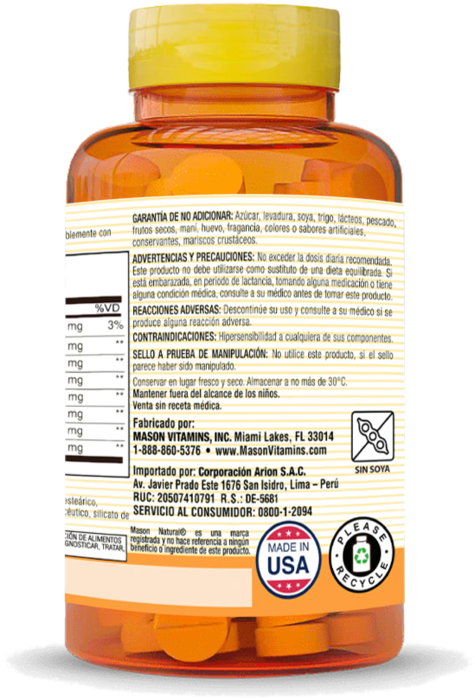 GARANTÍA DE NO ADICIONAR: Azúcar, levadura, soya, trigo, lácteos, pescado,
frutos secos, maní, huevo, fragancia, colores o sabores artificiales,
conservantes, mariscos crustáceos.
ADVERTENCIAS Y PRECAUCIONES: No exceder la dosis diaria recomendada.
Este producto no debe utilizarse como sustituto de una dieta equilibrada. Si
está embarazada, en periodo de lactancia, tomando alguna medicación o tiene
alguna condición médica, consulte a su médico antes de tomar este producto.
REACCIONES ADVERSAS: Descontinúe su uso y consulte a su médico si se
produce alguna reacción adversa.
CONTRAINDICACIONES: Hipersensibilidad a cualquiera de sus componentes.
SELLO A PRUEBA DE MANIPULACIÓN: No utilice este producto, si el sello
parece haber sido manipulado.
Conservar en lugar fresco y seco. Almacenar a no más de 30°C.
Mantener fuera del alcance de los niños.
Venta sin receta médica.
Fabricado por:
MASON VITAMINS, INC. Miami Lakes, FL 33014
1-888-860-5376 • www.MasonVitamins.com
SIN SOYA
Importado por: Corporación Arion S.A.C.
Av. Javier Prado Este 1676 San Isidro, Lima – Perú
RUC: 20507410791 R.S.: DE-5681
SERVICIO AL CONSUMIDOR: 0800-1-2094
Mason Natural® es una marca
registrada y no hace referencia a ningún
beneficio o ingrediente de este producto.
MADE IN
USA
PLEASE
RECYCLE
blemente con
%VD
mg 3%
mg **
mg **
mg **
mg **
mg **
mg **
esteárico,
céutico, silicato de
CIÓN DE ALIMENTOS
GNOSTICAR, TRATAR,